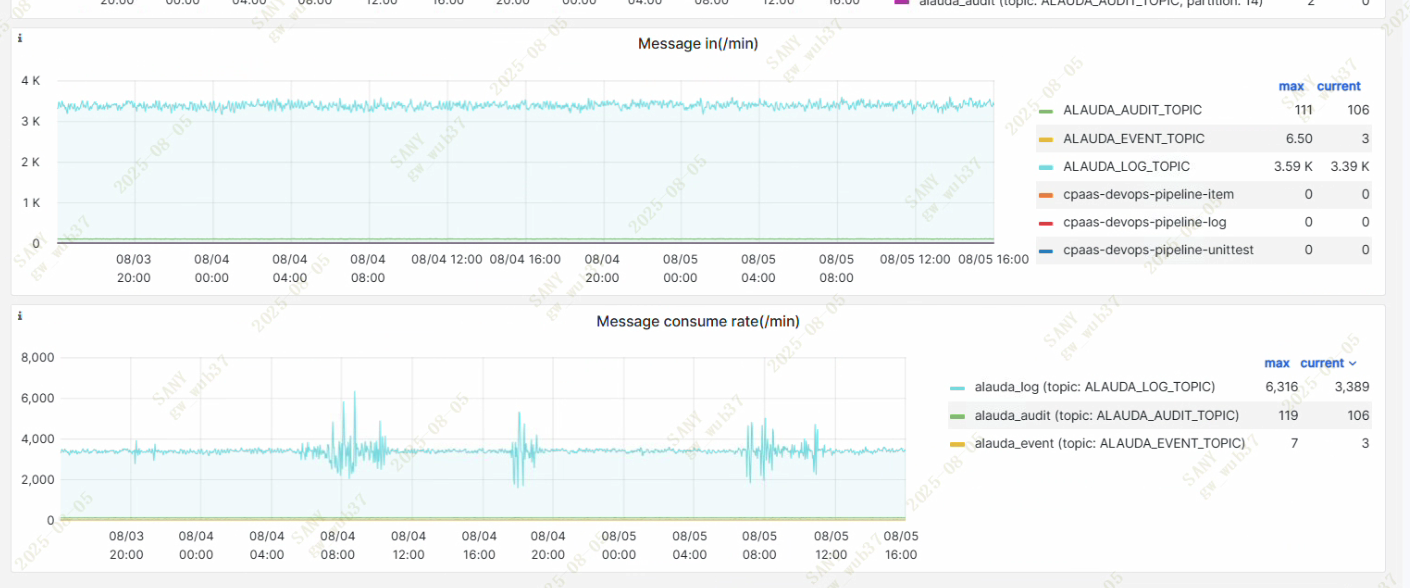 20:00 00:00 04:00 08:00 12:00 16:00 20:00 00:00 04:00 08:00 12:00 16:00
alauda_audit (topic: ALAUDA_AUDIT_TOPIC, partition: 14) 2 0
Message in(/min)
4 K
3 K
2 K
1 K
0
08/03 20:00
08/04 00:00
08/04 04:00
08/04 08:00
08/04 12:00
08/04 16:00
08/04 20:00
08/05 00:00
08/05 04:00
08/05 08:00
08/05 12:00
08/05 16:00
max current
ALAUDA_AUDIT_TOPIC 111 106
ALAUDA_EVENT_TOPIC 6.50 3
ALAUDA_LOG_TOPIC 3.59 K 3.39 K
cpaas-devops-pipeline-item 0 0
cpaas-devops-pipeline-log 0 0
cpaas-devops-pipeline-unittest 0 0
Message consume rate(/min)
8,000
6,000
4,000
2,000
0
08/03 20:00
08/04 00:00
08/04 04:00
08/04 08:00
08/04 12:00
08/04 16:00
08/04 20:00
08/05 00:00
08/05 04:00
08/05 08:00
08/05 12:00
08/05 16:00
max current
alauda_log (topic: ALAUDA_LOG_TOPIC) 6,316 3,389
alauda_audit (topic: ALAUDA_AUDIT_TOPIC) 119 106
alauda_event (topic: ALAUDA_EVENT_TOPIC) 7 3
SANY
gw_wub37
2025-08-05